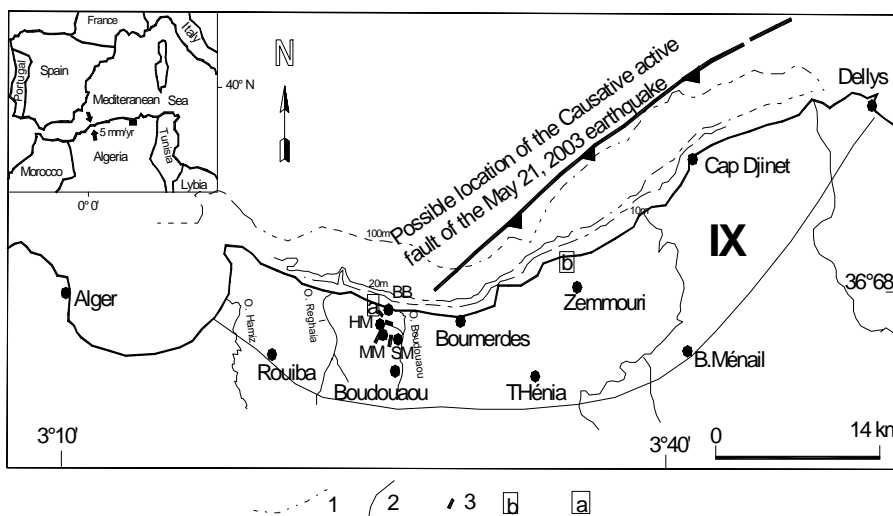 France
Italy
Portugal
Spain
Mediteranean Sea
40° N
5 mm/yr
Algeria
Tunisia
Morocco
Lybia
0° 0'
N
Possible location of the Causative active
fault of the May 21, 2003 earthquake
Dellys
Cap Djinet
100m
10m
20m
IX
b
36°68
Alger
Zemmouri
BB
a
HM
MM
SM
O. Hamiz
O. Reghaia
O. Boudouaou
Boumerdes
Rouiba
Boudouaou
THénia
B.Ménail
3°10
3°40
0 14 km
1 2 3 b a